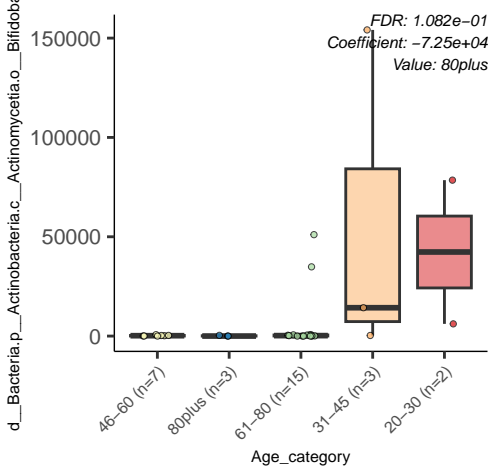 FDR: 1.082e−01
Coefficient: −7.25e+04
Value: 80plus
150000
100000
50000
0
d__Bacteria.p__Actinobacteria.c__Actinomycetia.o__Bifidoba
46−60 (n=7)
80plus (n=3)
61−80 (n=15)
31−45 (n=3)
20−30 (n=2)
Age_category